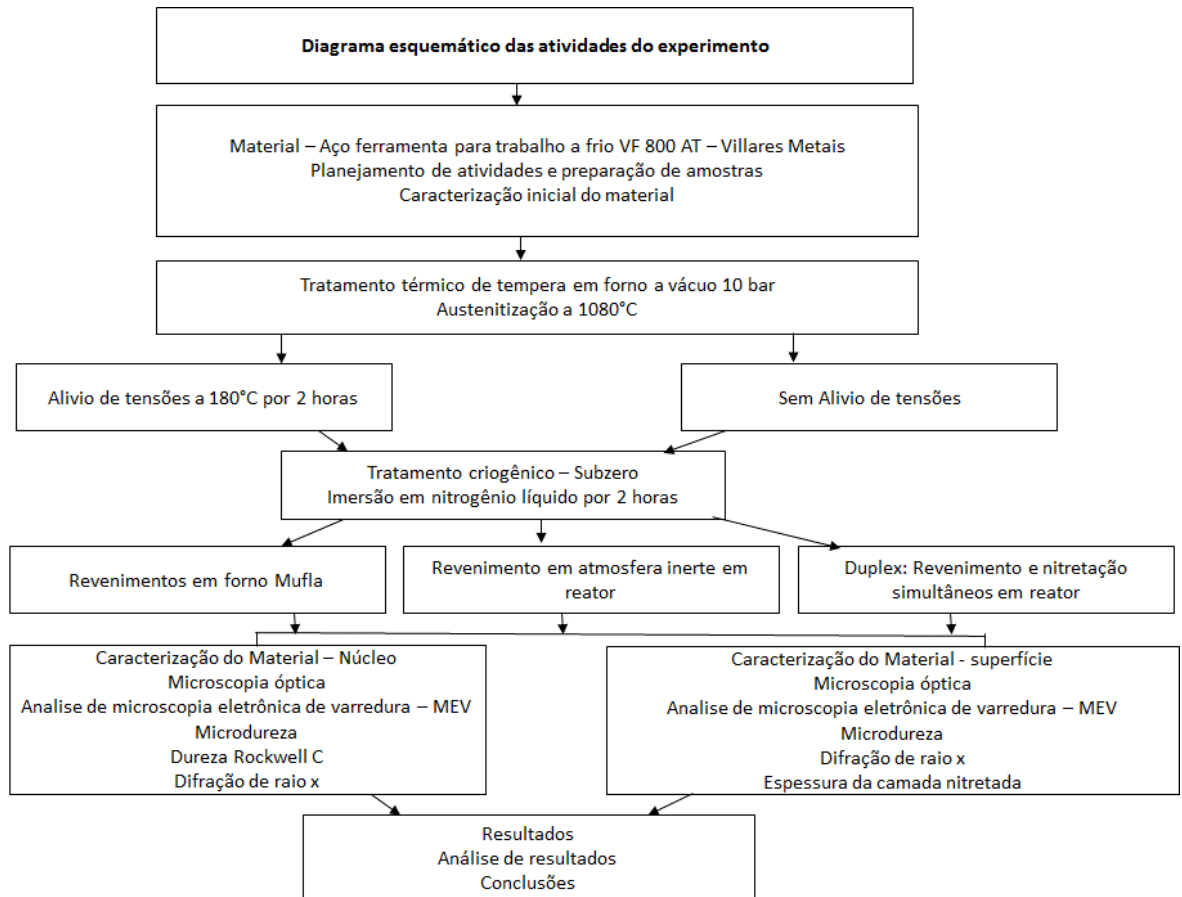 Diagrama esquemático das atividades do experimento
Material – Aço ferramenta para trabalho a frio VF 800 AT – Villares Metais
Planejamento de atividades e preparação de amostras
Caracterização inicial do material
Tratamento térmico de tempera em forno a vácuo 10 bar
Austenitização a 1080°C
Alivio de tensões a 180°C por 2 horas
Sem Alivio de tensões
Tratamento criogênico – Subzero
Imersão em nitrogênio líquido por 2 horas
Revenimentos em forno Mufla
Revenimento em atmosfera inerte em
reator
Duplex: Revenimento e nitretação
simultâneos em reator
Caracterização do Material – Núcleo
Microscopia óptica
Analise de microscopia eletrônica de varredura – MEV
Microdureza
Dureza Rockwell C
Difração de raio x
Caracterização do Material - superfície
Microscopia óptica
Analise de microscopia eletrônica de varredura – MEV
Microdureza
Difração de raio x
Espessura da camada nitretada
Resultados
Análise de resultados
Conclusões